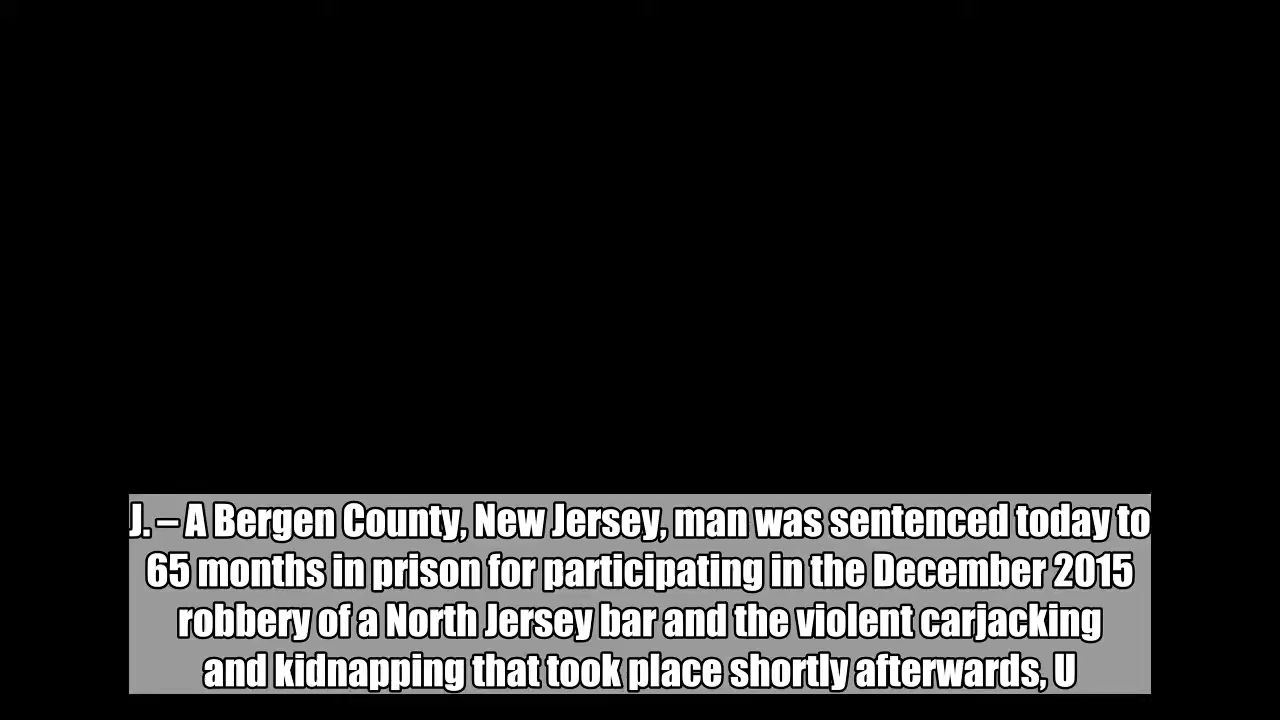 J. – A Bergen County, New Jersey, man was sentenced today to
65 months in prison for participating in the December 2015
robbery of a North Jersey bar and the violent carjacking
and kidnapping that took place shortly afterwards, U